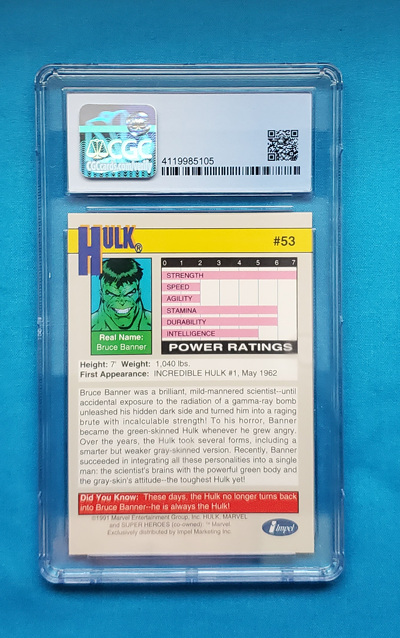 CGC
CGCcards.com
4119985105
HULK®
#53
0 1 2 3 4 5 6 7
STRENGTH
SPEED
AGILITY
STAMINA
DURABILITY
INTELLIGENCE
POWER RATINGS
Real Name:
Bruce Banner
Height: 7' Weight: 1,040 lbs.
First Appearance: INCREDIBLE HULK #1, May 1962
Bruce Banner was a brilliant, mild-mannered scientist--until
accidental exposure to the radiation of a gamma-ray bomb
unleashed his hidden dark side and turned him into a raging
brute with incalculable strength! To his horror, Banner
became the green-skinned Hulk whenever he grew angry.
Over the years, the Hulk took several forms, including a
smarter but weaker gray-skinned version. Recently, Banner
succeeded in integrating all these personalities into a single
man: the scientist's brains with the powerful green body and
the gray-skin's attitude--the toughest Hulk yet!
Did You Know: These days, the Hulk no longer turns back
into Bruce Banner--he is always the Hulk!
©1991 Marvel Entertainment Group, Inc. HULK, MARVEL
and SUPER HEROES (co-owned) ™ Marvel.
Exclusively distributed by Impel Marketing Inc.
Impel